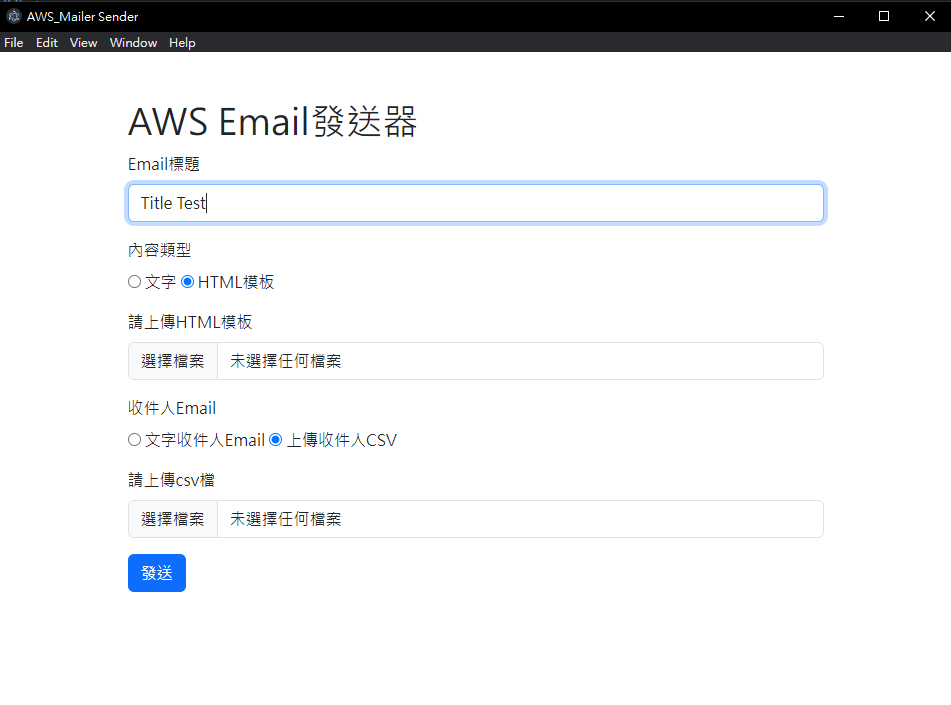 AWS_Mailer Sender
File Edit View Window Help
AWS Email發送器
Email標題
Title Test
內容類型
文字 HTML模板
請上傳HTML模板
選擇檔案 未選擇任何檔案
收件人Email
文字收件人Email 上傳收件人CSV
請上傳csv檔
選擇檔案 未選擇任何檔案
發送